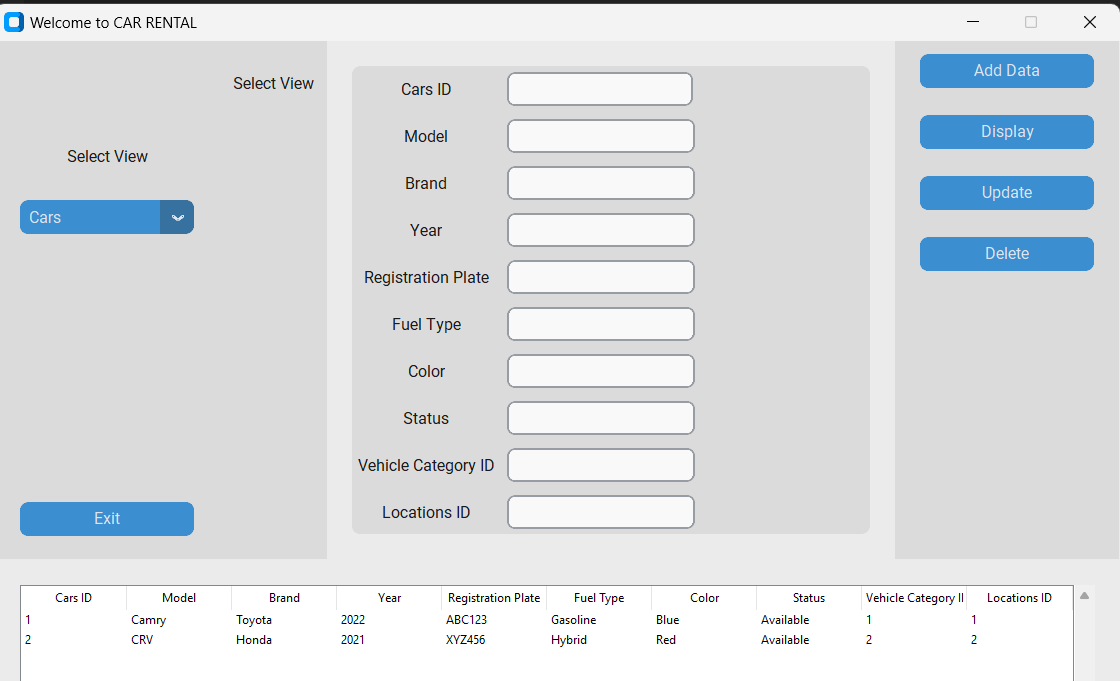 Welcome to CAR RENTAL
Select View
Select View
Cars
Exit
Cars ID
Model
Brand
Year
Registration Plate
Fuel Type
Color
Status
Vehicle Category ID
Locations ID
Add Data
Display
Update
Delete
Cars ID Model Brand Year Registration Plate Fuel Type Color Status Vehicle Category II Locations ID
1 Camry Toyota 2022 ABC123 Gasoline Blue Available 1 1
2 CRV Honda 2021 XYZ456 Hybrid Red Available 2 2